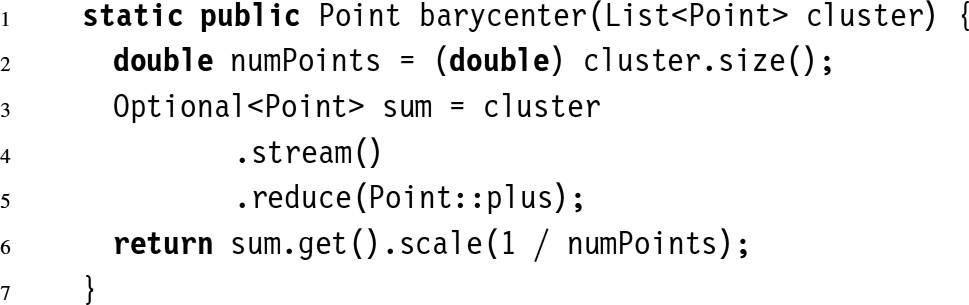 1 static public Point barycenter(List<Point> cluster) {
2 double numPoints = (double) cluster.size();
3 Optional<Point> sum = cluster
4 .stream()
5 .reduce(Point::plus);
6 return sum.get().scale(1 / numPoints);
7 }